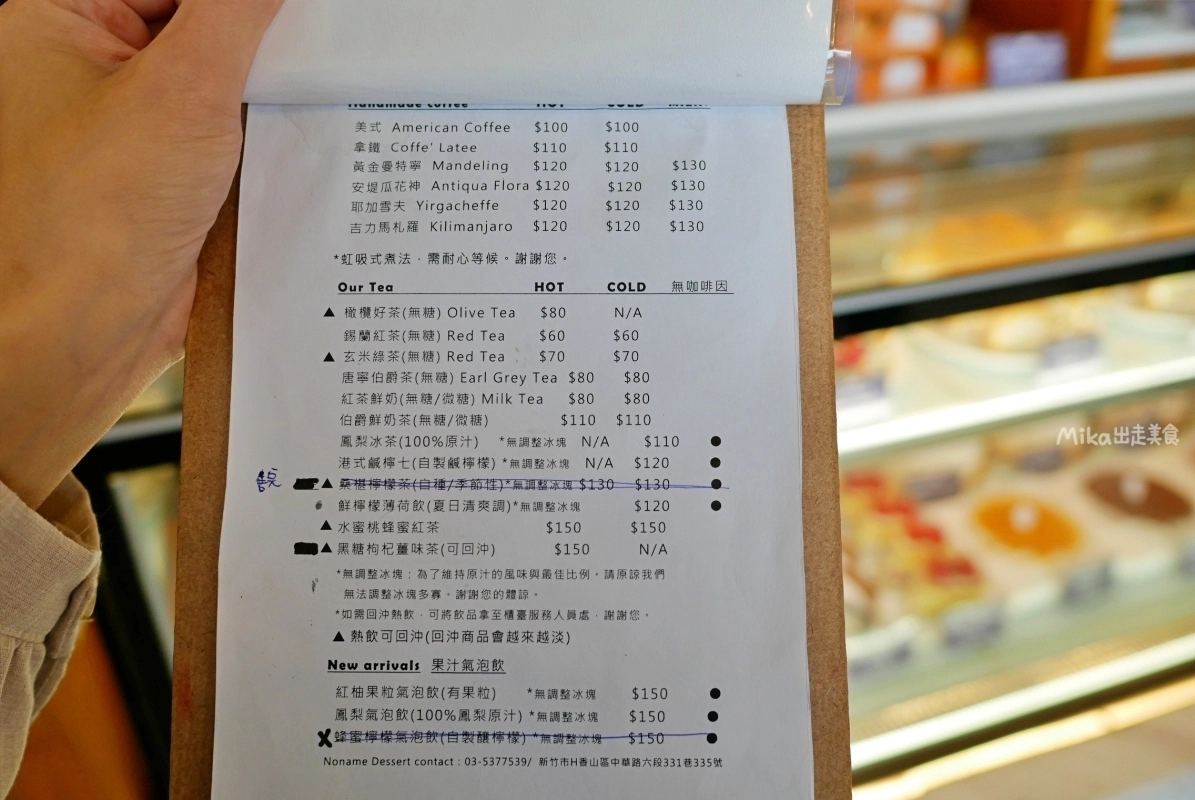 Handmade coffee HOT COLD MILK
美式 American Coffee $100 $100
拿鐵 Coffe' Latee $110 $110
黃金曼特寧 Mandeling $120 $120 $130
安堤瓜花神 Antiqua Flora $120 $120 $130
耶加雪夫 Yirgacheffe $120 $120 $130
吉力馬札羅 Kilimanjaro $120 $120 $130
*虹吸式煮法﹒需耐心等候。謝謝您。
Our Tea HOT COLD 無咖啡因
▲ 橄欖好茶(無糖) Olive Tea $80 N/A
錫蘭紅茶(無糖) Red Tea $60 $60
▲ 玄米綠茶(無糖) Red Tea $70 $70
唐寧伯爵茶(無糖) Earl Grey Tea $80 $80
紅茶鮮奶(無糖/微糖) Milk Tea $80 $80
伯爵鮮奶茶(無糖/微糖) $110 $110
鳳梨冰茶(100%原汁) *無調整冰塊 N/A $110 ●
港式鹹檸七(自製鹹檸檬) *無調整冰塊 N/A $120 ●
▲ 桑椹檸檬茶(自種/季節性)*無調整冰塊 $130 $130 ●
鮮檸檬薄荷飲(夏日清爽調)*無調整冰塊 $120 ●
▲ 水蜜桃蜂蜜紅茶 $150 $150
▲ 黑糖枸杞薑味茶(可回沖) $150 N/A
*無調整冰塊：為了維持原汁的風味與最佳比例。請原諒我們
無法調整冰塊多寡。謝謝您的體諒。
*如需回沖熱飲﹒可將飲品拿至櫃臺服務人員處﹒謝謝您。
▲ 熱飲可回沖(回沖商品會越來越淡)
New arrivals 果汁氣泡飲
紅柚果粒氣泡飲(有果粒) *無調整冰塊 $150 ●
鳳梨氣泡飲(100%鳳梨原汁) *無調整冰塊 $150 ●
X 蜂蜜檸檬氣泡飲(自製釀檸檬) *無調整冰塊 $150 ●
Noname Dessert contact : 03-5377539/ 新竹市H香山區中華路六段331巷335號
Mika出走美食